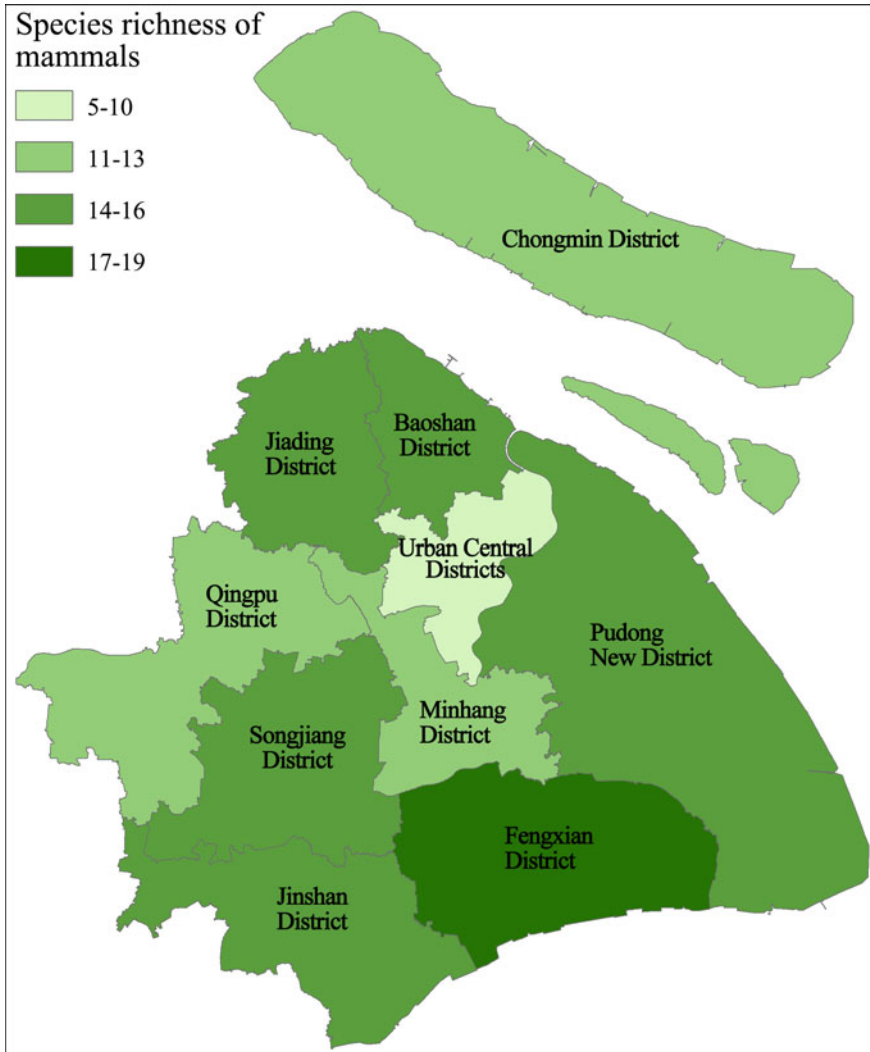 Species richness of
mammals
5-10
11-13
14-16
17-19
Chongmin District
Baoshan
District
Jiading
District
Urban Central
Districts
Qingpu
District
Pudong
New District
Minhang
District
Songjiang
District
Fengxian
District
Jinshan
District